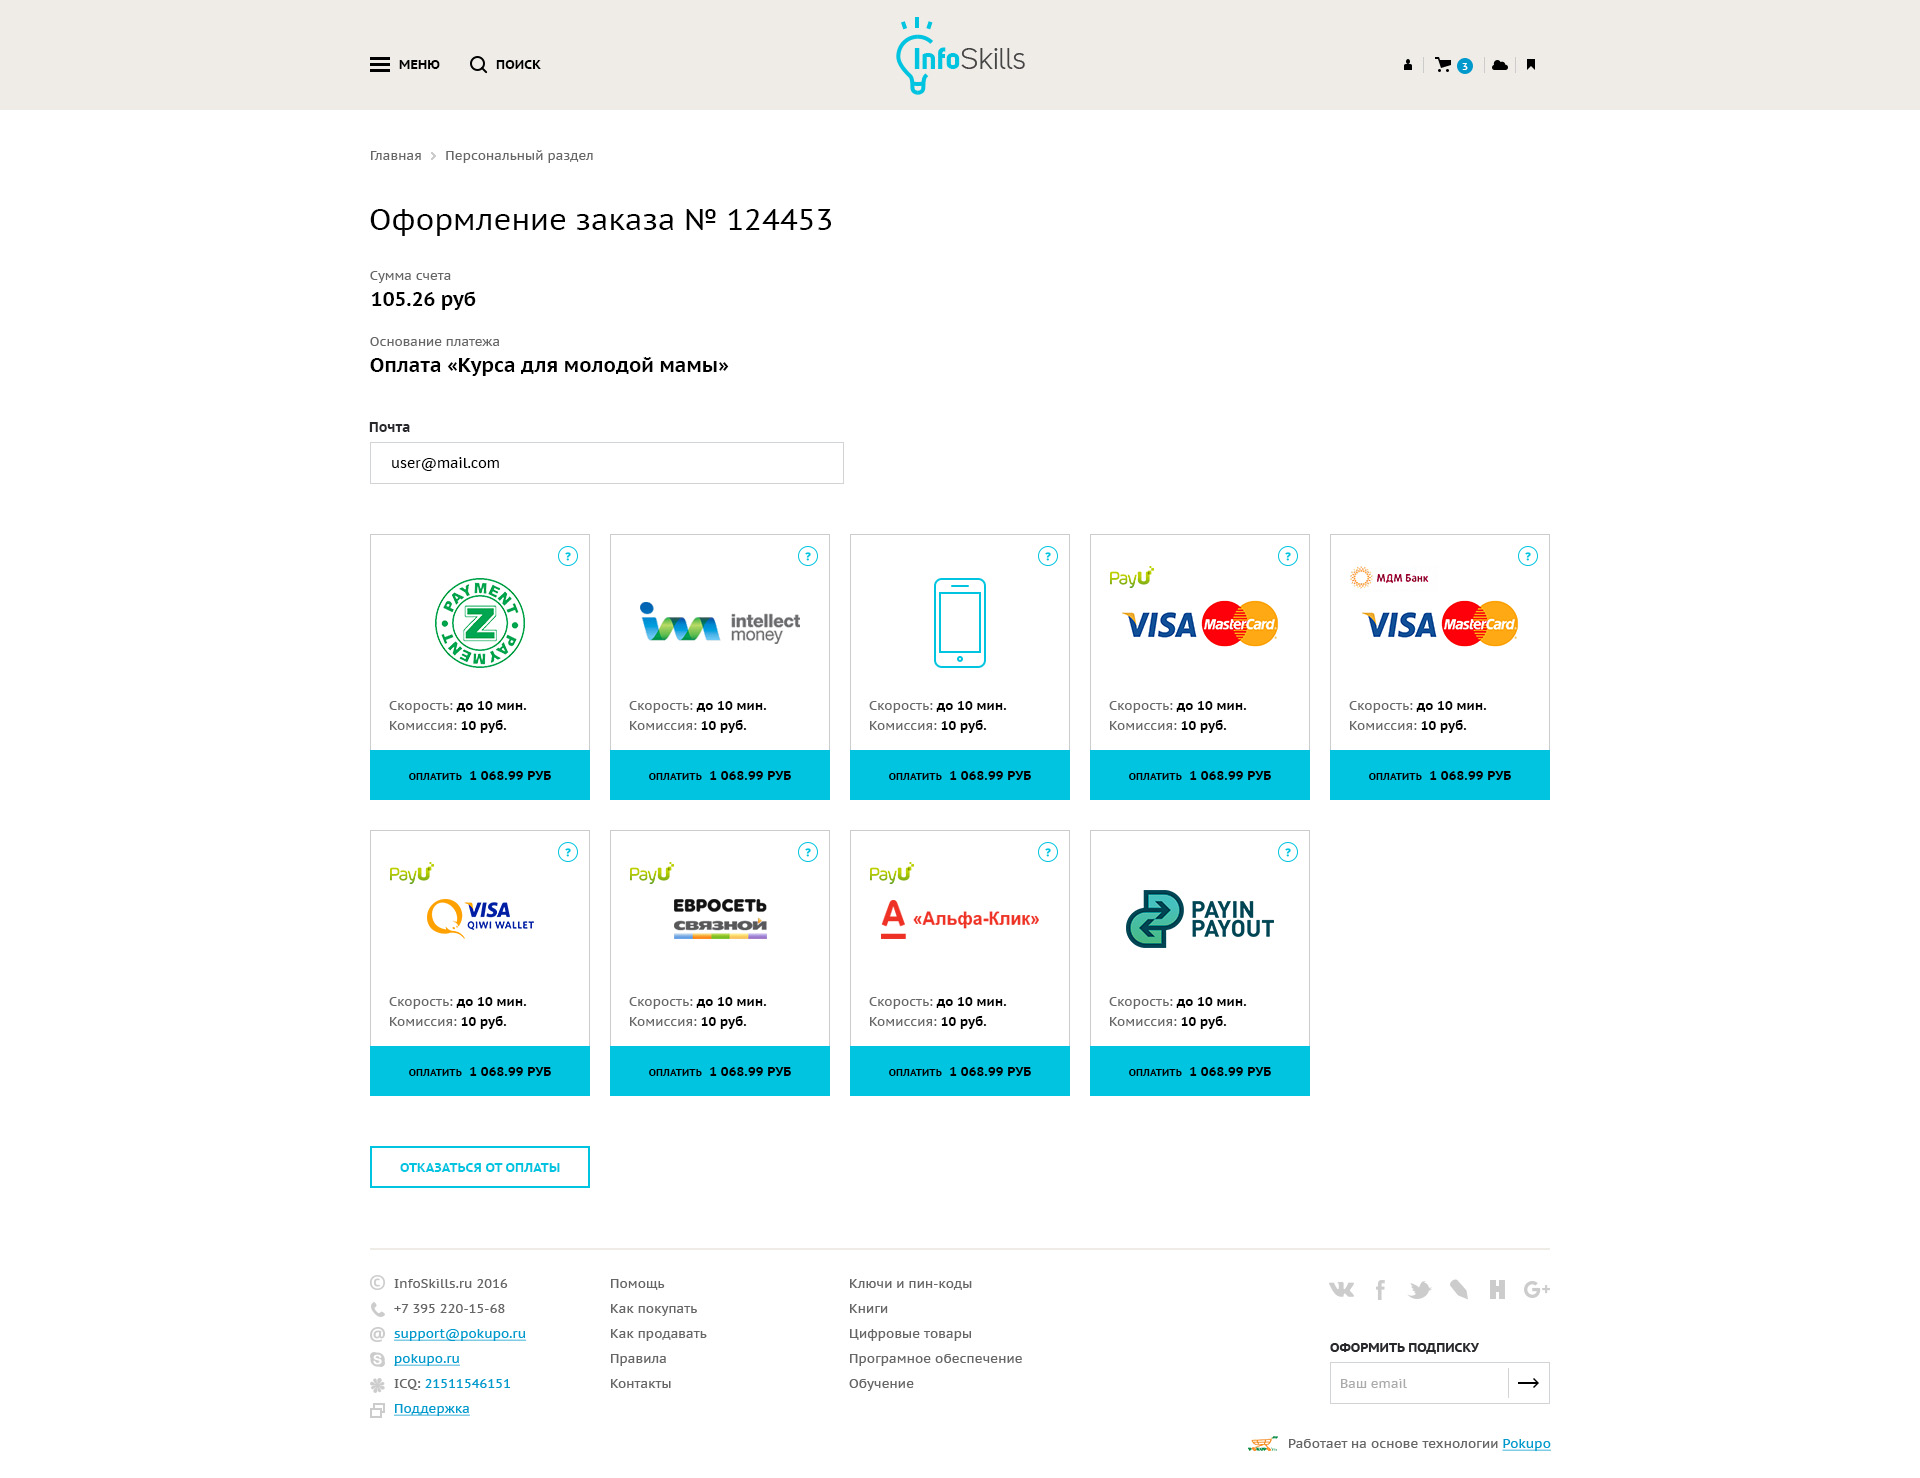 МЕНЮ
ПОИСК
InfoSkills
3
Главная
Персональный раздел
Оформление заказа № 124453
Сумма счета
105.26 руб
Основание платежа
Оплата «Курса для молодой мамы»
Почта
user@mail.com
?
PAYMENT
Z
PAYMENT
Скорость: до 10 мин.
Комиссия: 10 руб.
ОПЛАТИТЬ 1 068.99 РУБ
?
intellect
money
Скорость: до 10 мин.
Комиссия: 10 руб.
ОПЛАТИТЬ 1 068.99 РУБ
?
Скорость: до 10 мин.
Комиссия: 10 руб.
ОПЛАТИТЬ 1 068.99 РУБ
?
PayU
VISA MasterCard
Скорость: до 10 мин.
Комиссия: 10 руб.
ОПЛАТИТЬ 1 068.99 РУБ
?
МДМ Банк
VISA MasterCard
Скорость: до 10 мин.
Комиссия: 10 руб.
ОПЛАТИТЬ 1 068.99 РУБ
?
PayU
VISA
QIWI WALLET
Скорость: до 10 мин.
Комиссия: 10 руб.
ОПЛАТИТЬ 1 068.99 РУБ
?
PayU
ЕВРОСЕТЬ
СВЯЗНОЙ
Скорость: до 10 мин.
Комиссия: 10 руб.
ОПЛАТИТЬ 1 068.99 РУБ
?
PayU
А «Альфа-Клик»
Скорость: до 10 мин.
Комиссия: 10 руб.
ОПЛАТИТЬ 1 068.99 РУБ
?
PAYIN
PAYOUT
Скорость: до 10 мин.
Комиссия: 10 руб.
ОПЛАТИТЬ 1 068.99 РУБ
ОТКАЗАТЬСЯ ОТ ОПЛАТЫ
© InfoSkills.ru 2016
+7 395 220-15-68
@ support@pokupo.ru
pokupo.ru
ICQ: 21511546151
Поддержка
Помощь
Как покупать
Как продавать
Правила
Контакты
Ключи и пин-коды
Книги
Цифровые товары
Програмное обеспечение
Обучение
G+
ОФОРМИТЬ ПОДПИСКУ
Ваш email
Работает на основе технологии Pokupo